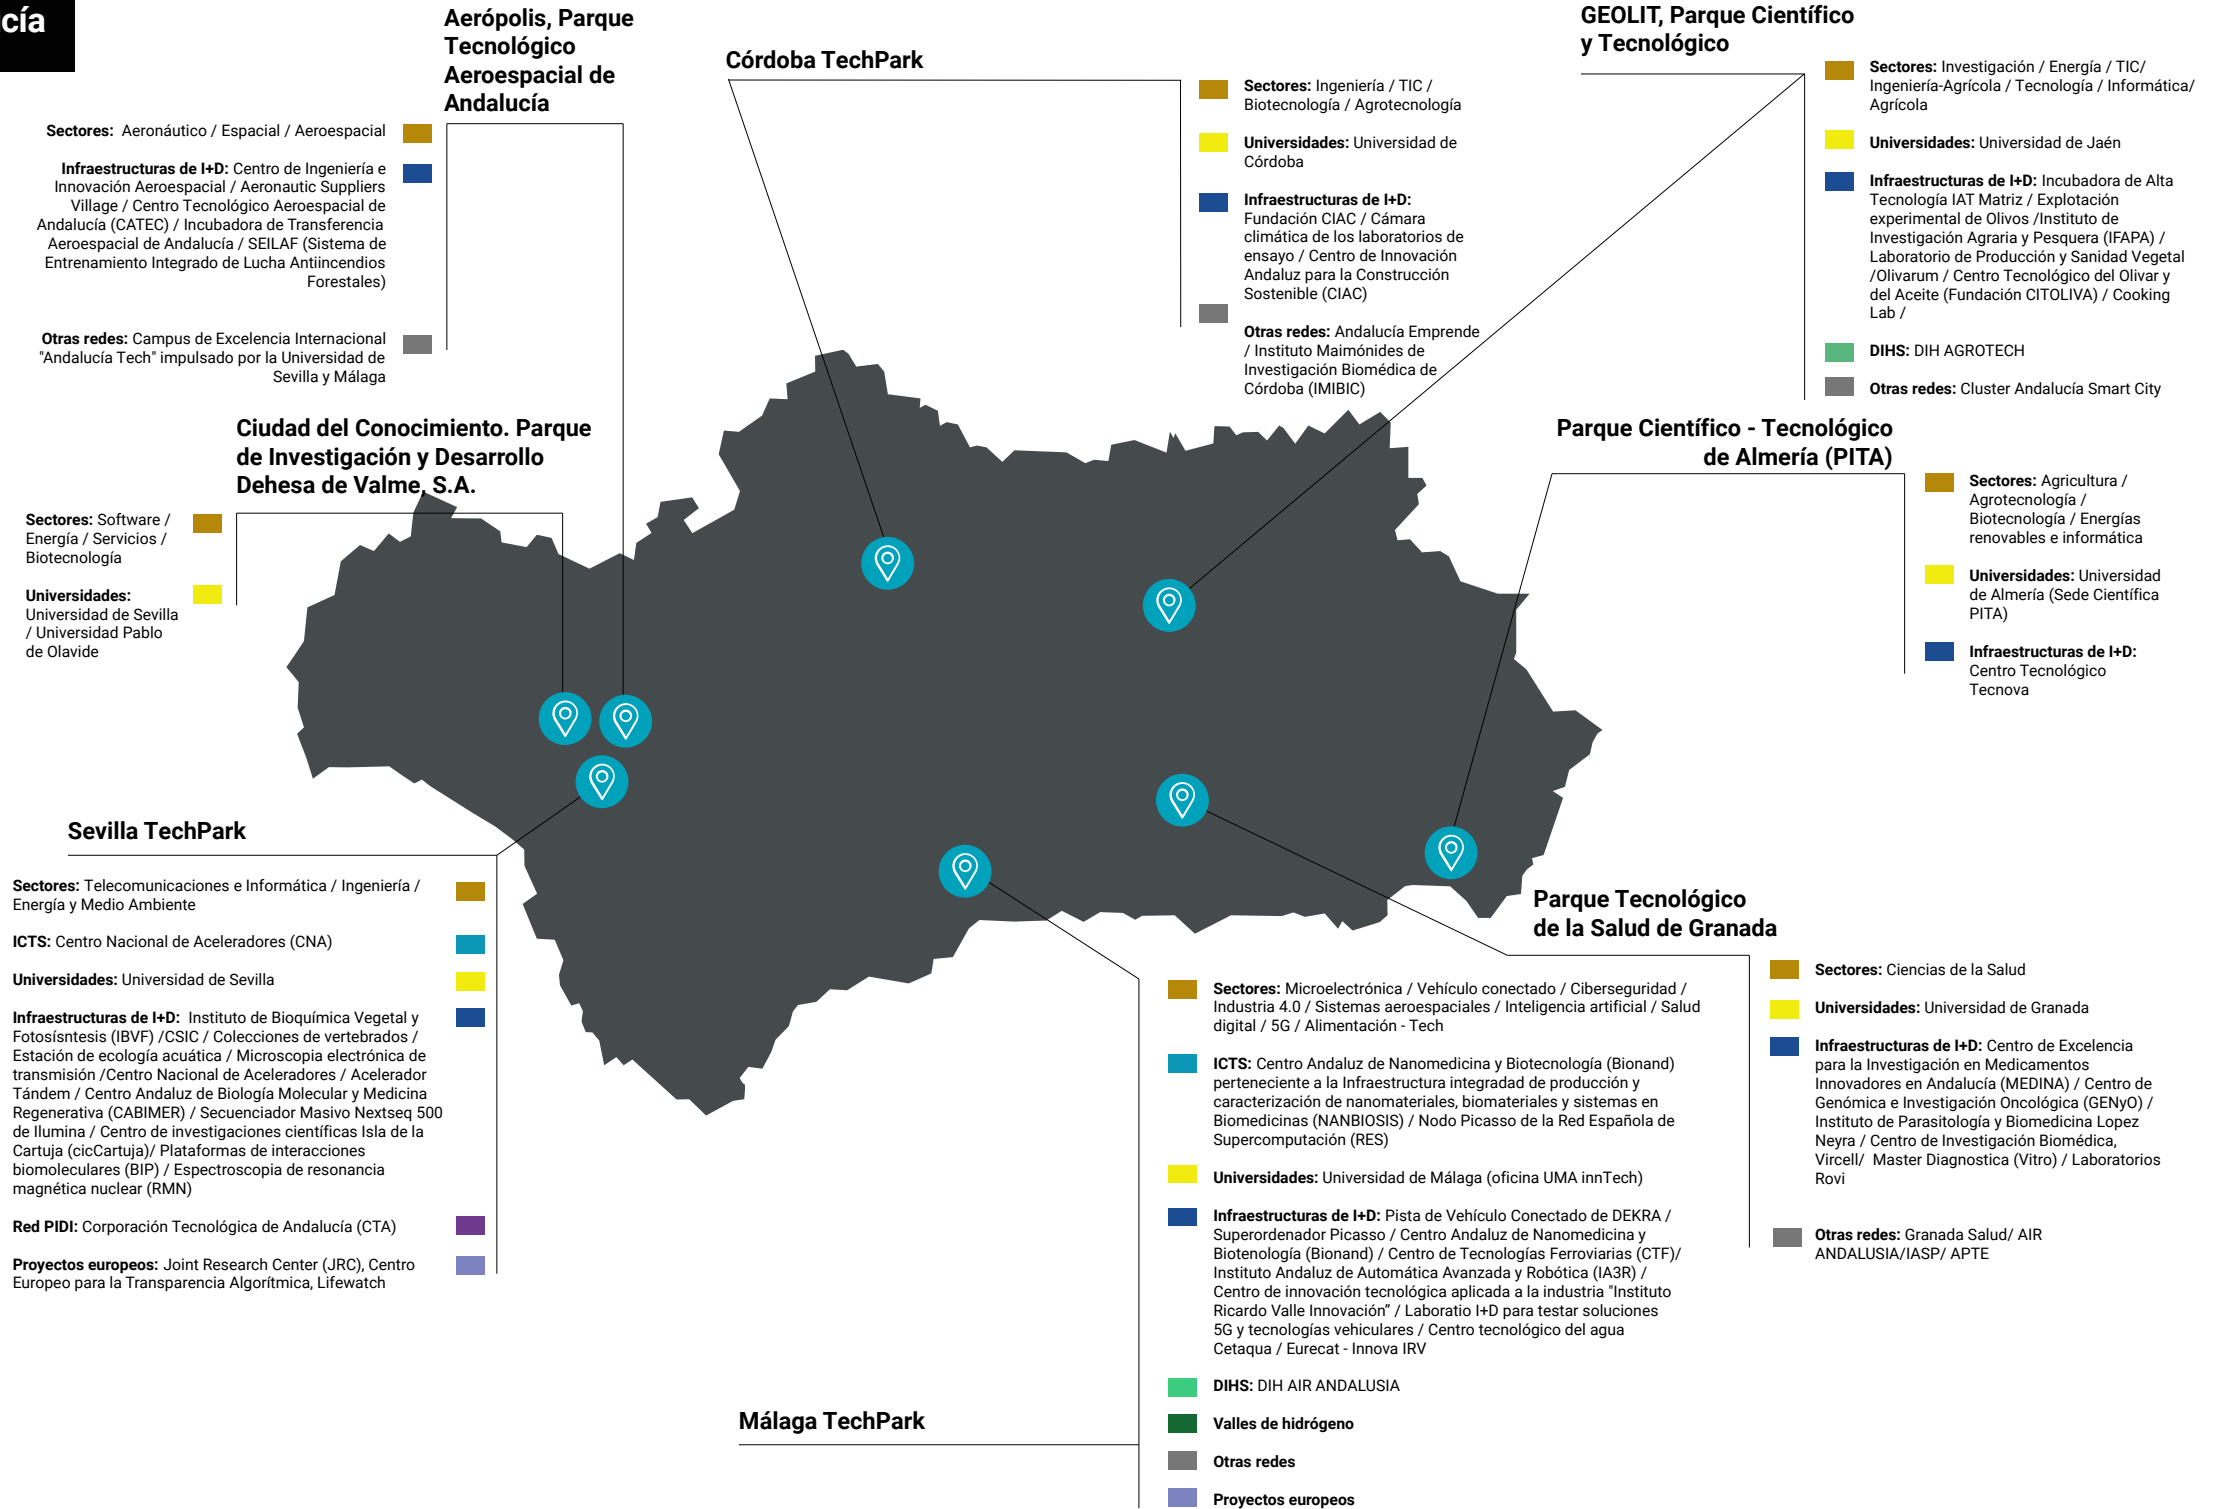 cía
Aerópolis, Parque
Tecnológico
Aeroespacial de
Andalucía
Sectores: Aeronáutico / Espacial / Aeroespacial
Infraestructuras de I+D: Centro de Ingeniería e
Innovación Aeroespacial / Aeronautic Suppliers
Village / Centro Tecnológico Aeroespacial de
Andalucía (CATEC) / Incubadora de Transferencia
Aeroespacial de Andalucía / SEILAF (Sistema de
Entrenamiento Integrado de Lucha Antiincendios
Forestales)
Otras redes: Campus de Excelencia Internacional
"Andalucía Tech" impulsado por la Universidad de
Sevilla y Málaga
Córdoba TechPark
Sectores: Ingeniería / TIC /
Biotecnología / Agrotecnología
Universidades: Universidad de
Córdoba
Infraestructuras de I+D:
Fundación CIAC / Cámara
climática de los laboratorios de
ensayo / Centro de Innovación
Andaluz para la Construcción
Sostenible (CIAC)
Otras redes: Andalucía Emprende
/ Instituto Maimónides de
Investigación Biomédica de
Córdoba (IMIBIC)
GEOLIT, Parque Científico
y Tecnológico
Sectores: Investigación / Energía / TIC/
Ingeniería-Agrícola / Tecnología / Informática/
Agrícola
Universidades: Universidad de Jaén
Infraestructuras de I+D: Incubadora de Alta
Tecnología IAT Matriz / Explotación
experimental de Olivos /Instituto de
Investigación Agraria y Pesquera (IFAPA) /
Laboratorio de Producción y Sanidad Vegetal
/Olivarum / Centro Tecnológico del Olivar y
del Aceite (Fundación CITOLIVA) / Cooking
Lab /
DIHS: DIH AGROTECH
Otras redes: Cluster Andalucía Smart City
Ciudad del Conocimiento. Parque
de Investigación y Desarrollo
Dehesa de Valme, S.A.
Sectores: Software /
Energía / Servicios /
Biotecnología
Universidades:
Universidad de Sevilla
/ Universidad Pablo
de Olavide
Parque Científico - Tecnológico
de Almería (PITA)
Sectores: Agricultura /
Agrotecnología /
Biotecnología / Energías
renovables e informática
Universidades: Universidad
de Almería (Sede Científica
PITA)
Infraestructuras de I+D:
Centro Tecnológico
Tecnova
Sevilla TechPark
Sectores: Telecomunicaciones e Informática / Ingeniería /
Energía y Medio Ambiente
ICTS: Centro Nacional de Aceleradores (CNA)
Universidades: Universidad de Sevilla
Infraestructuras de I+D: Instituto de Bioquímica Vegetal y
Fotosísntesis (IBVF) /CSIC / Colecciones de vertebrados /
Estación de ecología acuática / Microscopia electrónica de
transmisión /Centro Nacional de Aceleradores / Acelerador
Tándem / Centro Andaluz de Biología Molecular y Medicina
Regenerativa (CABIMER) / Secuenciador Masivo Nextseq 500
de Ilumina / Centro de investigaciones científicas Isla de la
Cartuja (cicCartuja)/ Plataformas de interacciones
biomoleculares (BIP) / Espectroscopia de resonancia
magnética nuclear (RMN)
Red PIDI: Corporación Tecnológica de Andalucía (CTA)
Proyectos europeos: Joint Research Center (JRC), Centro
Europeo para la Transparencia Algorítmica, Lifewatch
Parque Tecnológico
de la Salud de Granada
Sectores: Ciencias de la Salud
Universidades: Universidad de Granada
Infraestructuras de I+D: Centro de Excelencia
para la Investigación en Medicamentos
Innovadores en Andalucía (MEDINA) / Centro de
Genómica e Investigación Oncológica (GENyO) /
Instituto de Parasitología y Biomedicina Lopez
Neyra / Centro de Investigación Biomédica,
Vircell/ Master Diagnostica (Vitro) / Laboratorios
Rovi
Otras redes: Granada Salud/ AIR
ANDALUSIA/IASP/ APTE
Málaga TechPark
Sectores: Microelectrónica / Vehículo conectado / Ciberseguridad /
Industria 4.0 / Sistemas aeroespaciales / Inteligencia artificial / Salud
digital / 5G / Alimentación - Tech
ICTS: Centro Andaluz de Nanomedicina y Biotecnología (Bionand)
perteneciente a la Infraestructura integradad de producción y
caracterización de nanomateriales, biomateriales y sistemas en
Biomedicinas (NANBIOSIS) / Nodo Picasso de la Red Española de
Supercomputación (RES)
Universidades: Universidad de Málaga (oficina UMA innTech)
Infraestructuras de I+D: Pista de Vehículo Conectado de DEKRA /
Superordenador Picasso / Centro Andaluz de Nanomedicina y
Biotenología (Bionand) / Centro de Tecnologías Ferroviarias (CTF)/
Instituto Andaluz de Automática Avanzada y Robótica (IA3R) /
Centro de innovación tecnológica aplicada a la industria "Instituto
Ricardo Valle Innovación” / Laboratio I+D para testar soluciones
5G y tecnologías vehiculares / Centro tecnológico del agua
Cetaqua / Eurecat - Innova IRV
DIHS: DIH AIR ANDALUSIA
Valles de hidrógeno
Otras redes
Proyectos europeos